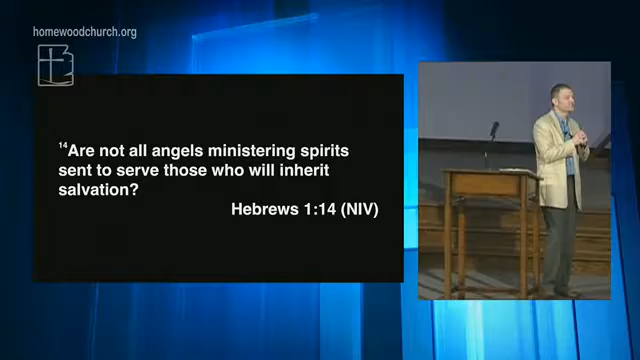 homewoodchurch.org
14Are not all angels ministering spirits
sent to serve those who will inherit
salvation?
Hebrews 1:14 (NIV)